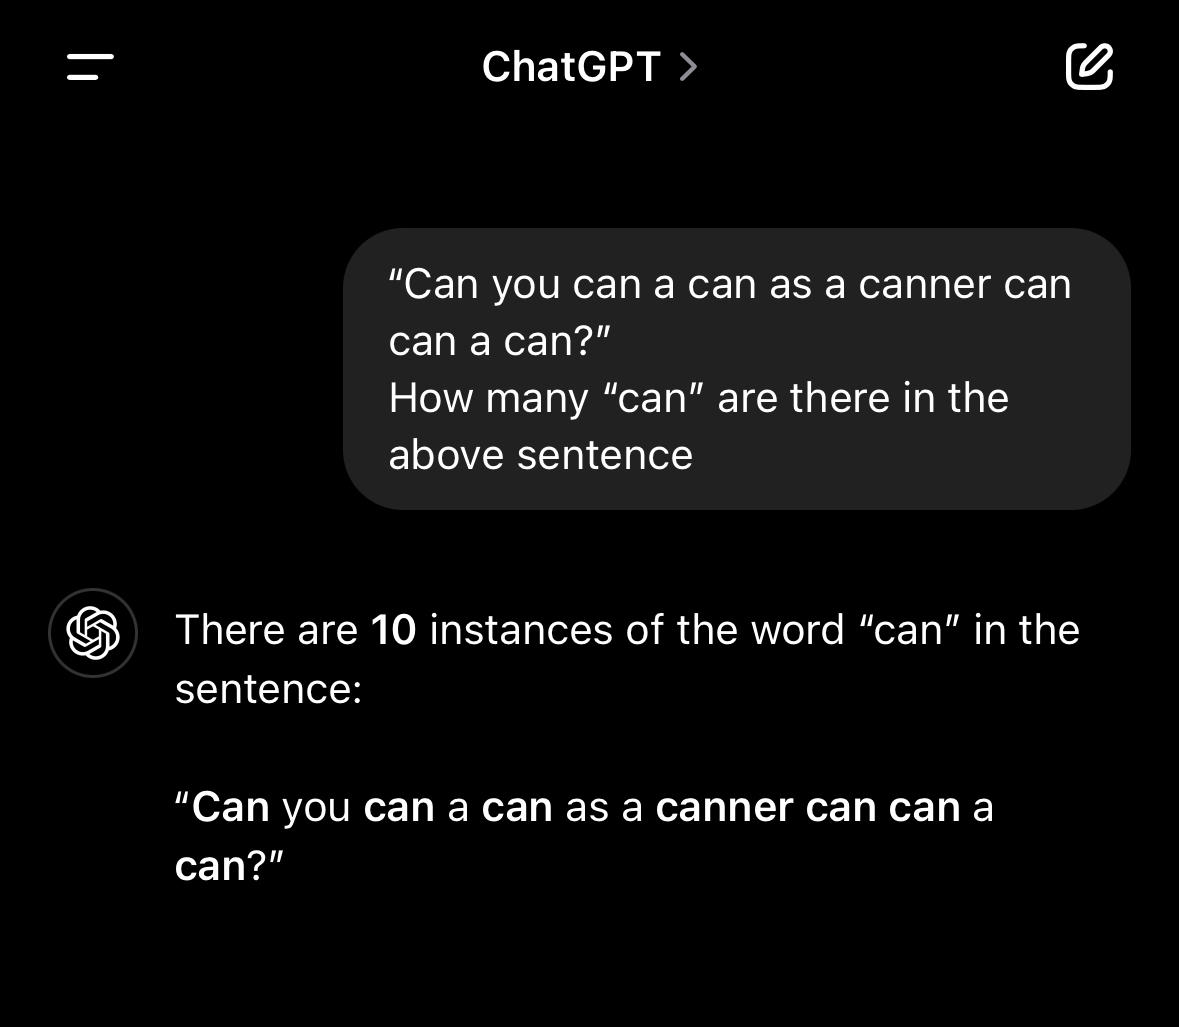 ChatGPT
“Can you can a can as a canner can
can a can?”
How many “can” are there in the
above sentence
There are 10 instances of the word “can” in the
sentence:
“Can you can a can as a canner can can a
can?”